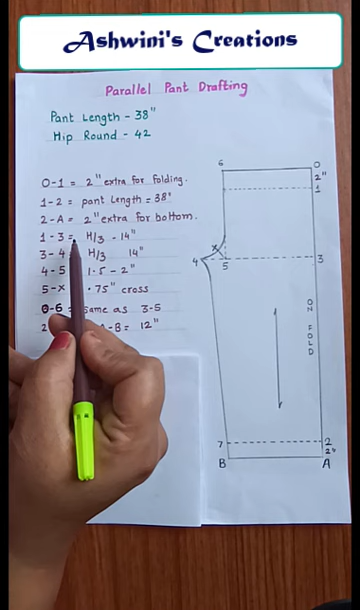 Ashwini's Creations
Parallel Pant Drafting
Pant Length - 38"
Hip Round - 42
0-1 = 2" extra for folding.
1-2 = pant Length = 38"
2-A = 2" extra for bottom.
1-3 = H/3 - 14"
3-4 = H/3 14"
4-5 1.5 - 2"
5-x .75" cross
0-6 = Same as 3-5
2 A-B = 12"
6
0
2"
1
x
4
5
3
ON FOLD
7
2
2"
B
A